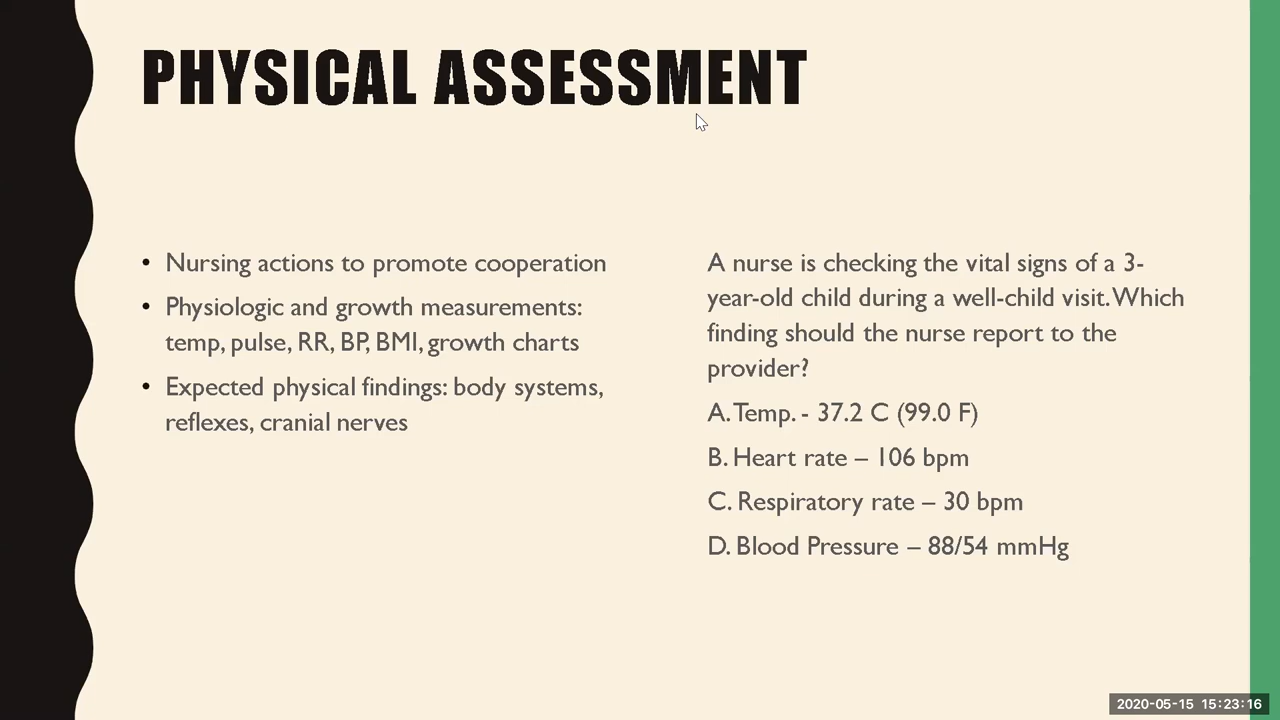 PHYSICAL ASSESSMENT
• Nursing actions to promote cooperation
• Physiologic and growth measurements:
temp, pulse, RR, BP, BMI, growth charts
• Expected physical findings: body systems,
reflexes, cranial nerves
A nurse is checking the vital signs of a 3-
year-old child during a well-child visit. Which
finding should the nurse report to the
provider?
A. Temp. - 37.2 C (99.0 F)
B. Heart rate – 106 bpm
C. Respiratory rate – 30 bpm
D. Blood Pressure – 88/54 mmHg
2020-05-15 15:23:16